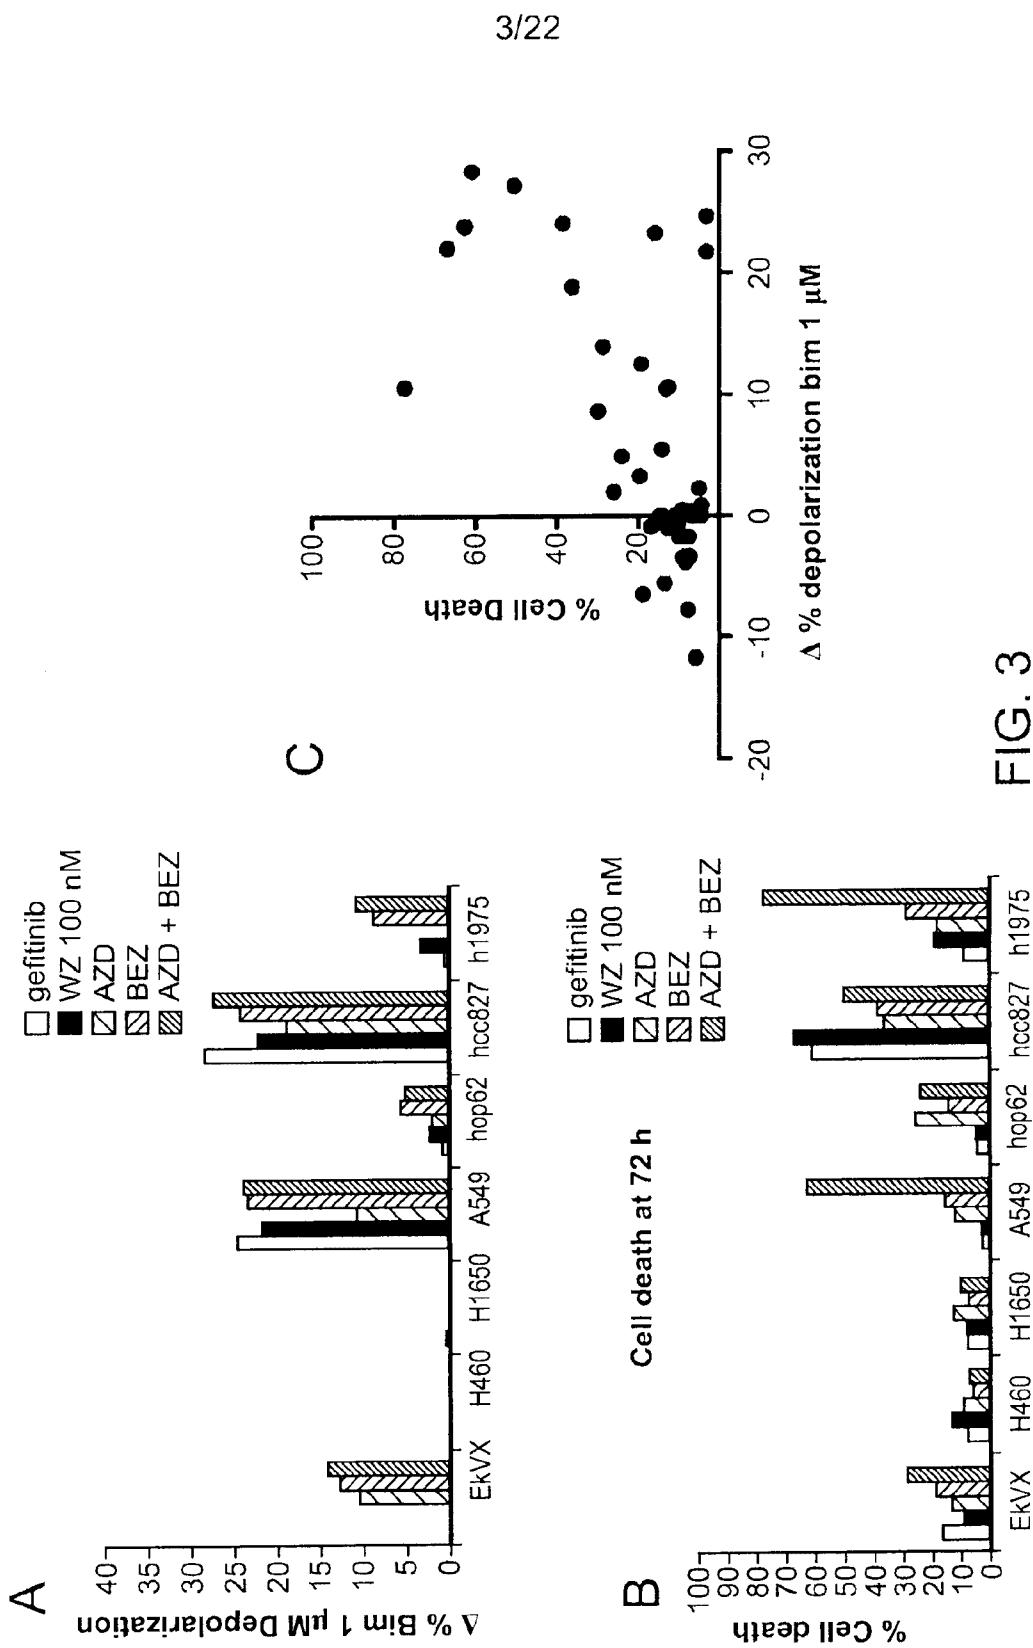 3/22
A
Δ % Bim 1 µM Depolarization
40
35
30
25
20
15
10
5
0
EkVX
H460
H1650
A549
hop62
hcc827
h1975
gefitinib
WZ 100 nM
AZD
BEZ
AZD + BEZ
B
Cell death at 72 h
% Cell death
100
90
80
70
60
50
40
30
20
10
0
EkVX
H460
H1650
A549
hop62
hcc827
h1975
gefitinib
WZ 100 nM
AZD
BEZ
AZD + BEZ
C
% Cell Death
100
80
60
40
20
-20
-10
0
10
20
30
Δ % depolarization bim 1 µM
FIG. 3